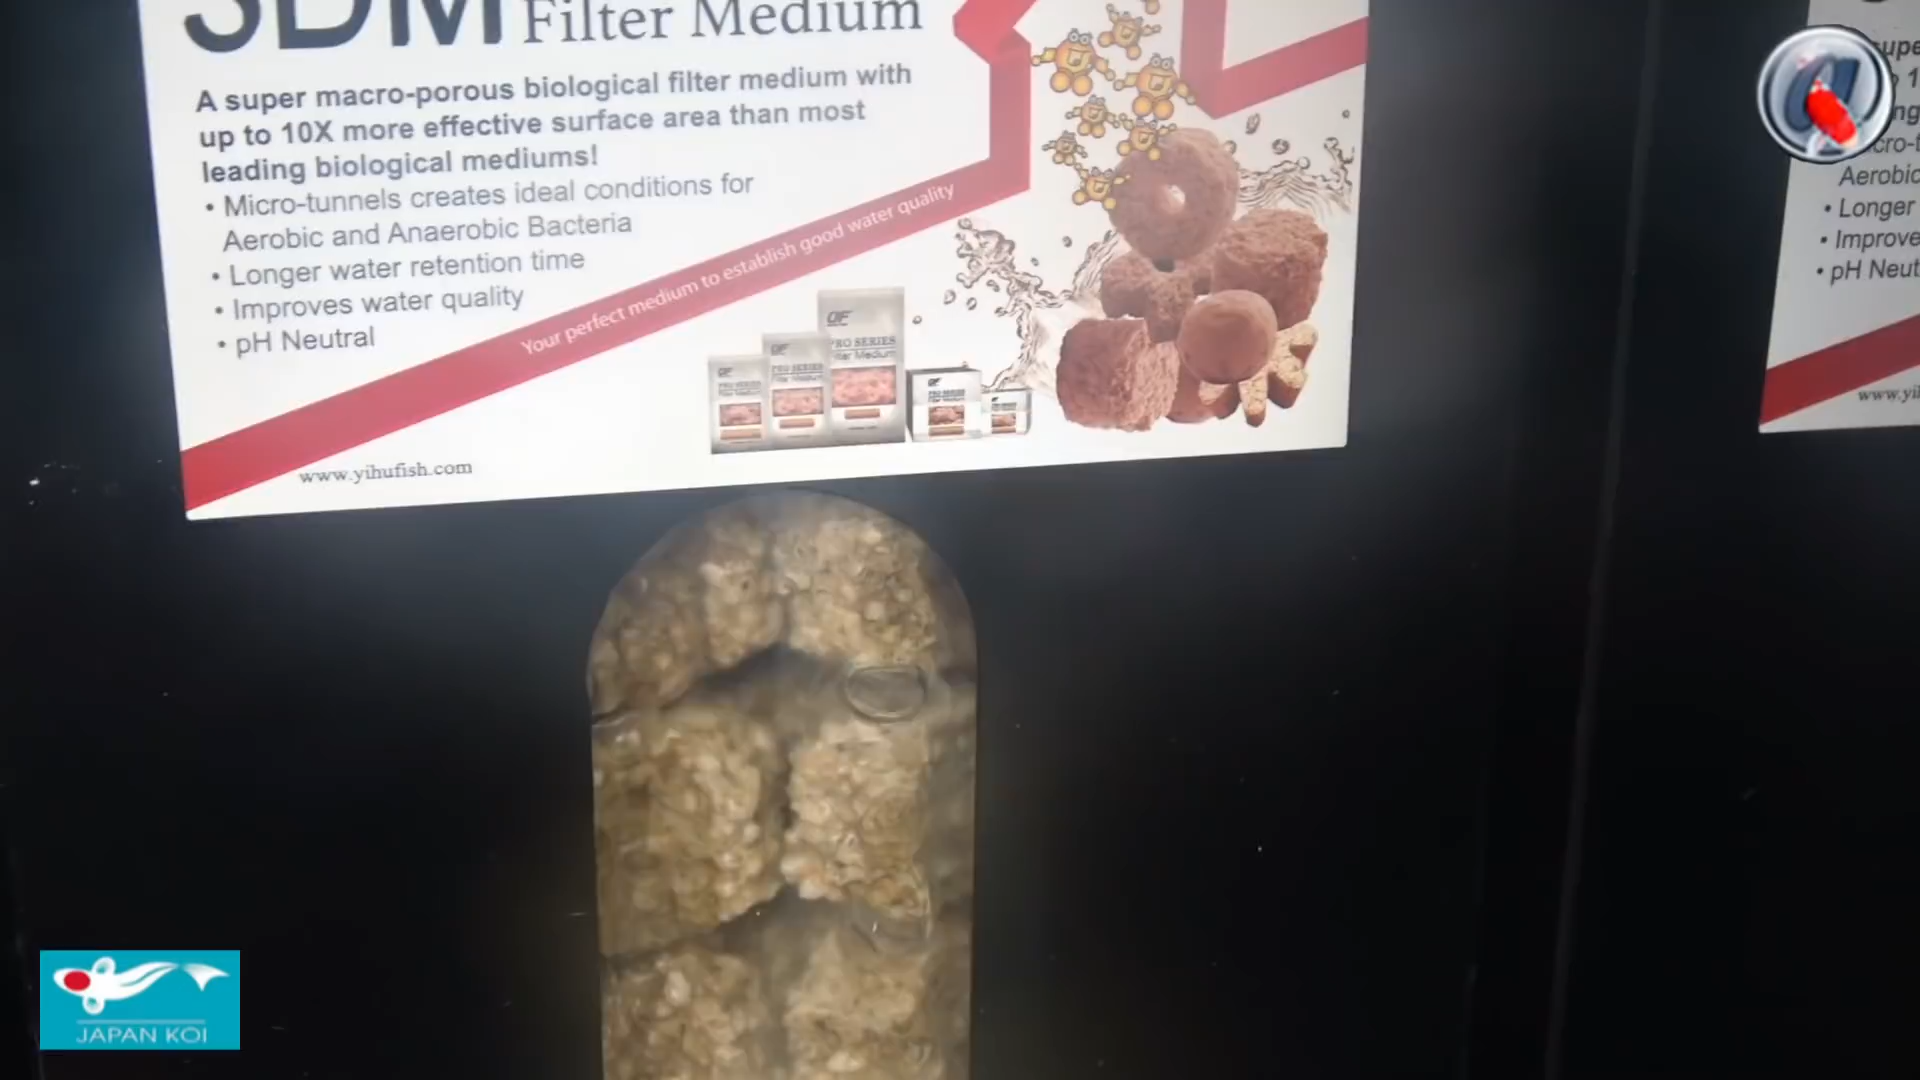 Filter Medium
A super macro-porous biological filter medium with
up to 10X more effective surface area than most
leading biological mediums!
• Micro-tunnels creates ideal conditions for
Aerobic and Anaerobic Bacteria
• Longer water retention time
• Improves water quality
• pH Neutral
Your perfect medium to establish good water quality
OF
PRO SERIES
Filter Medium
www.yihufish.com
Aerobic
• Longer
• Improve
• pH Neut
www.yi
JAPAN KOI